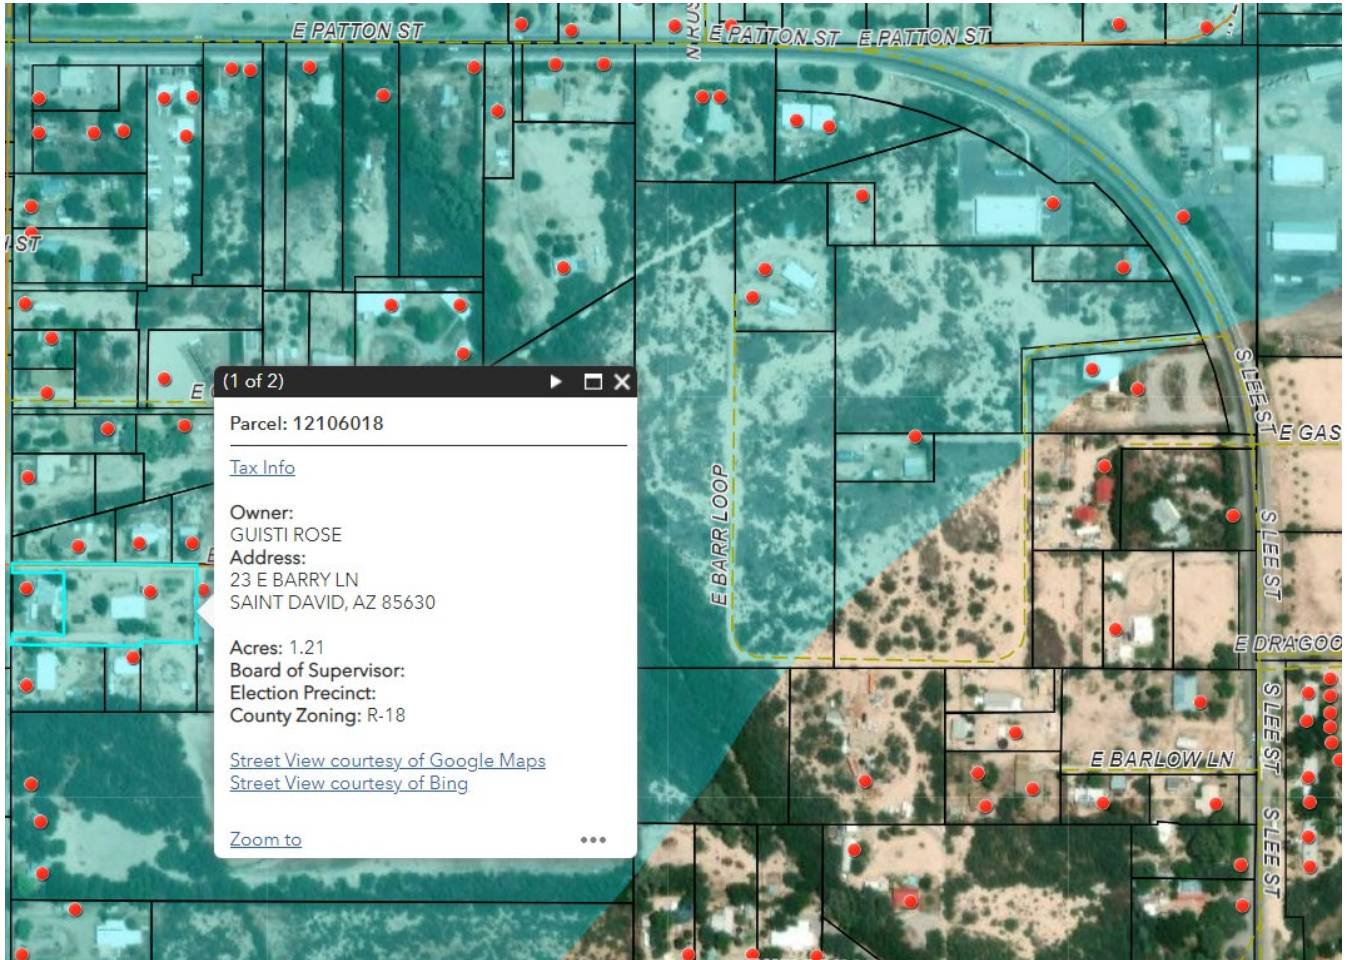 E PATTON ST
N RUS
E PATTON ST
E PATTON ST
ST
(1 of 2)
E
Parcel: 12106018
Tax Info
Owner:
GUISTI ROSE
Address:
23 E BARRY LN
SAINT DAVID, AZ 85630
Acres: 1.21
Board of Supervisor:
Election Precinct:
County Zoning: R-18
Street View courtesy of Google Maps
Street View courtesy of Bing
Zoom to
E BARR LOOP
S LEE ST
E GAS
S LEE ST
E DRAGOO
S LEE ST
E BARLOW LN
S LEE ST